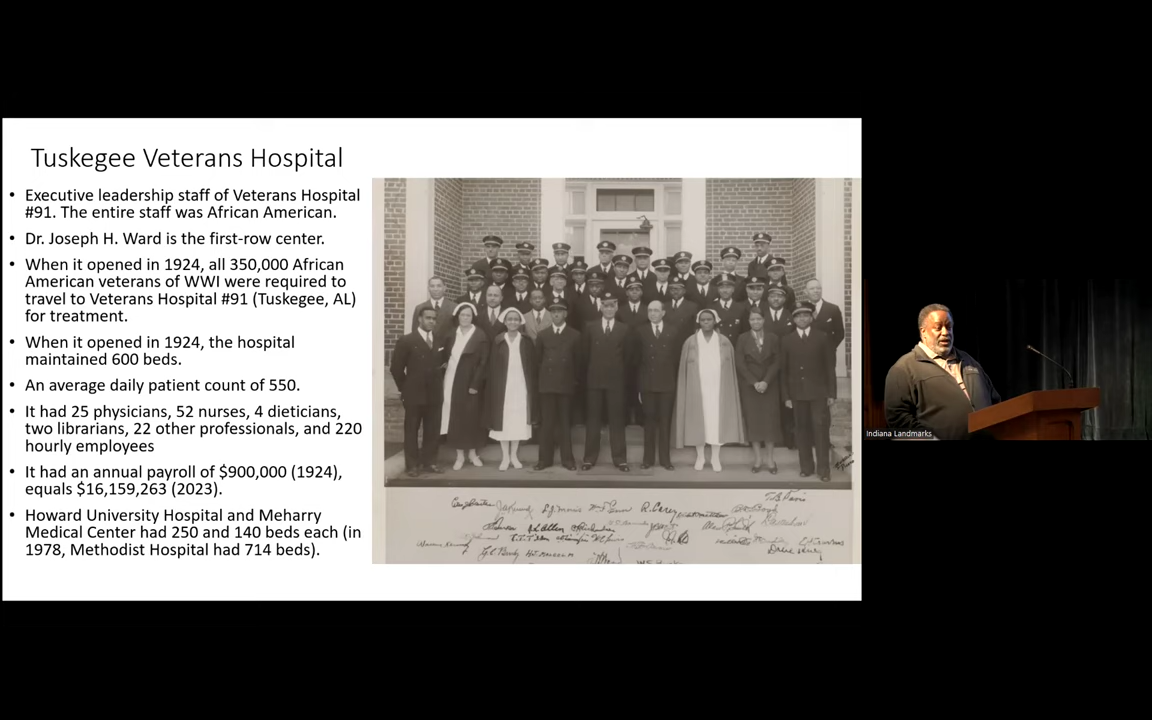 Tuskegee Veterans Hospital
• Executive leadership staff of Veterans Hospital
#91. The entire staff was African American.
• Dr. Joseph H. Ward is the first-row center.
• When it opened in 1924, all 350,000 African
American veterans of WWI were required to
travel to Veterans Hospital #91 (Tuskegee, AL)
for treatment.
• When it opened in 1924, the hospital
maintained 600 beds.
• An average daily patient count of 550.
• It had 25 physicians, 52 nurses, 4 dieticians,
two librarians, 22 other professionals, and 220
hourly employees
• It had an annual payroll of $900,000 (1924),
equals $16,159,263 (2023).
• Howard University Hospital and Meharry
Medical Center had 250 and 140 beds each (in
1978, Methodist Hospital had 714 beds).
R. Carey
Indiana Landmarks